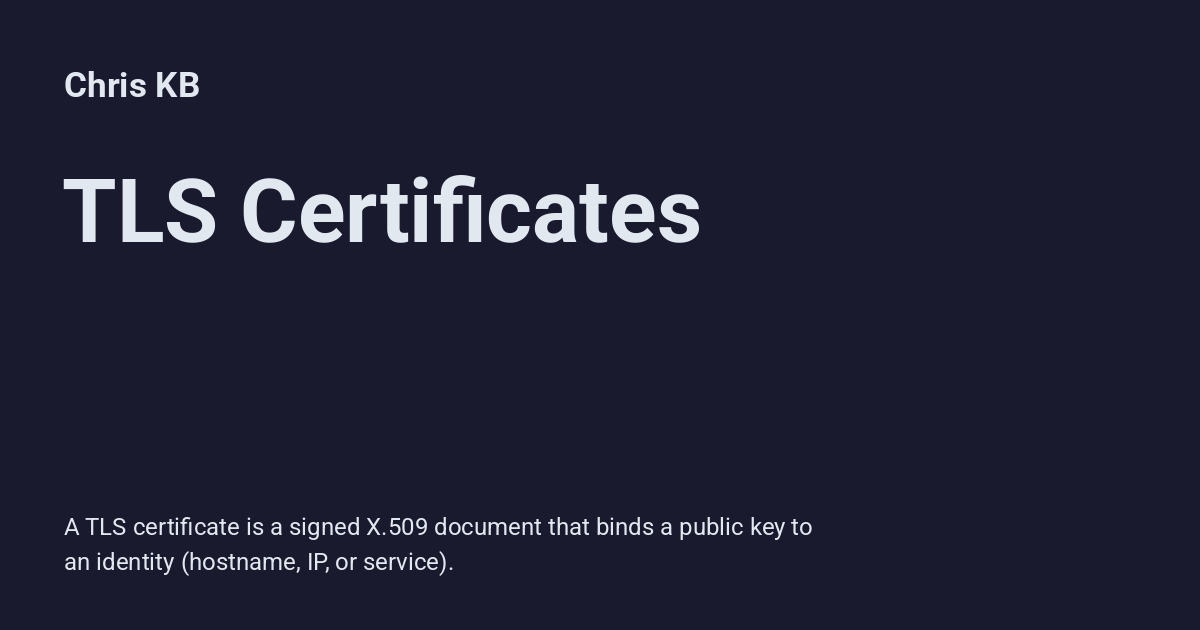 Chris KB
TLS Certificates
A TLS certificate is a signed X.509 document that binds a public key to
an identity (hostname, IP, or service).